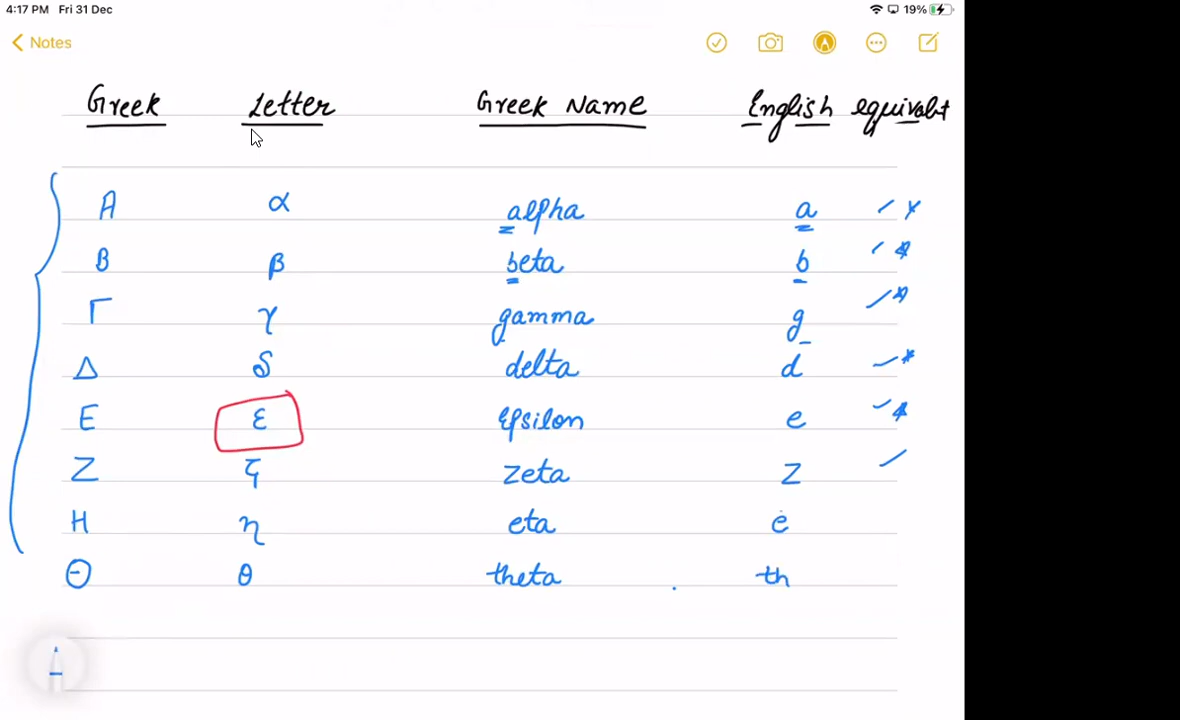 4:17 PM Fri 31 Dec 19%
Notes
Greek Letter Greek Name English equivalt
Α α alpha a
Β β beta b
Γ γ gamma g
Δ δ delta d
Ε ε Epsilon e
Ζ ζ zeta z
Η η eta ė
Θ θ theta th